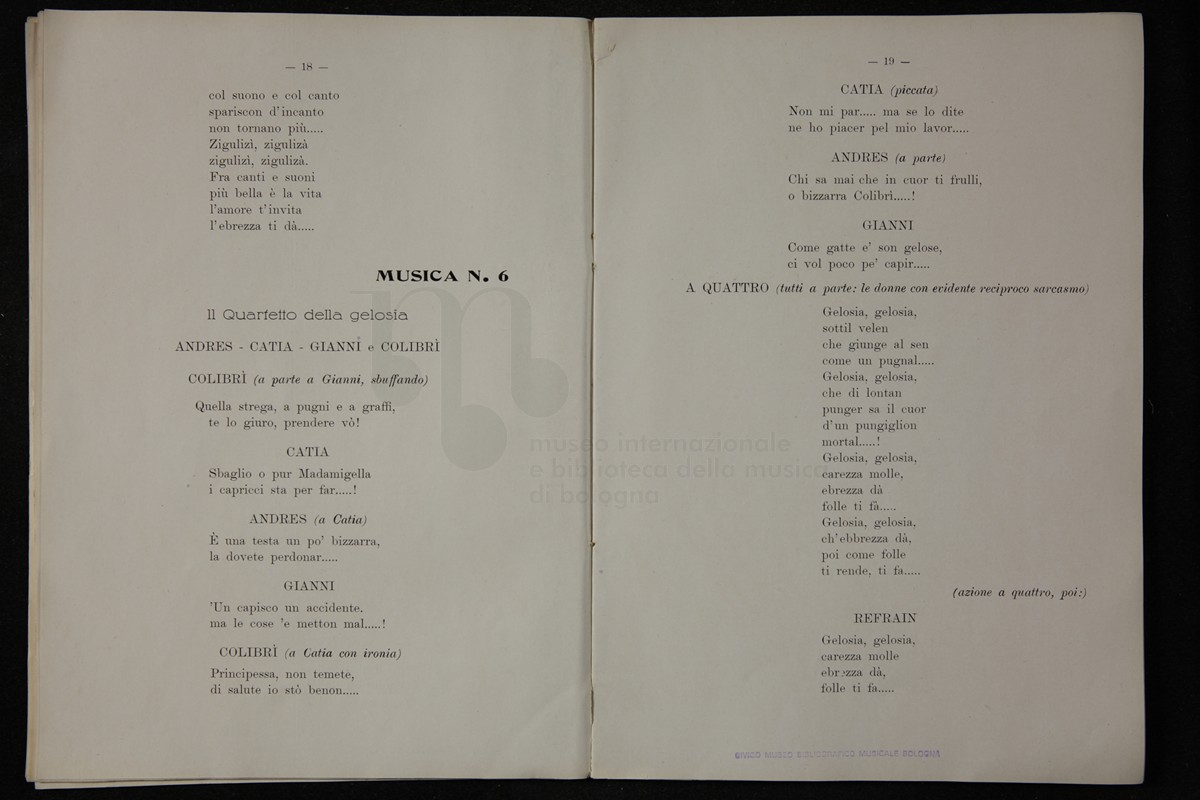 — 18 —
col suono e col canto
spariscon d'incanto
non tornano più.....
Zigulizì, zigulizà
zigulizì, zigulizà.
Fra canti e suoni
più bella è la vita
l'amore t'invita
l'ebrezza ti dà.....
MUSICA N. 6
Il Quartetto della gelosia
ANDRES - CATIA - GIANNI e COLIBRÌ
COLIBRÌ (a parte a Gianni, sbuffando)
Quella strega, a pugni e a graffi,
te lo giuro, prendere vò!
CATIA
Sbaglio o pur Madamigella
i capricci sta per far.....!
ANDRES (a Catia)
È una testa un po' bizzarra,
la dovete perdonar.....
GIANNI
'Un capisco un accidente.
ma le cose 'e metton mal.....!
COLIBRÌ (a Catia con ironia)
Principessa, non temete,
di salute io stò benon.....
— 19 —
CATIA (piccata)
Non mi par..... ma se lo dite
ne ho piacer pel mio lavor.....
ANDRES (a parte)
Chi sa mai che in cuor ti frulli,
o bizzarra Colibrì.....!
GIANNI
Come gatte e' son gelose,
ci vol poco pe' capir.....
A QUATTRO (tutti a parte: le donne con evidente reciproco sarcasmo)
Gelosia, gelosia,
sottil velen
che giunge al sen
come un pugnal.....
Gelosia, gelosia,
che di lontan
punger sa il cuor
d'un pungiglion
mortal.....!
Gelosia, gelosia,
carezza molle,
ebrezza dà
folle ti fà.....
Gelosia, gelosia,
ch'ebbrezza dà,
poi come folle
ti rende, ti fa.....
(azione a quattro, poi:)
REFRAIN
Gelosia, gelosia,
carezza molle
ebrezza dà,
folle ti fa.....
museo internazionale
e biblioteca della musica
di bologna
CIVICO MUSEO BIBLIOGRAFICO MUSICALE BOLOGNA